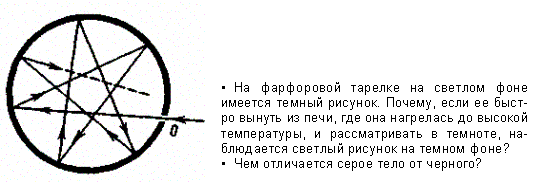 O
• На фарфоровой тарелке на светлом фоне
имеется темный рисунок. Почему, если ее быст-
ро вынуть из печи, где она нагрелась до высокой
температуры, и рассматривать в темноте, на-
блюдается светлый рисунок на темном фоне?
• Чем отличается серое тело от черного?